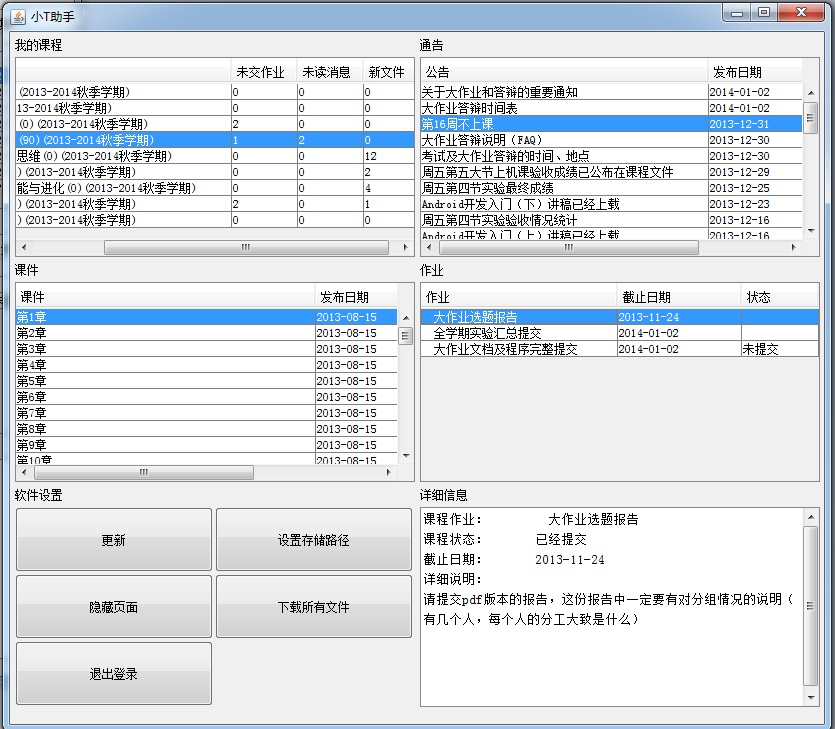 小T助手
我的课程
未交作业 未读消息 新文件
(2013-2014秋季学期) 0 0 0
13-2014秋季学期) 0 0 0
(0)(2013-2014秋季学期) 2 0 0
(90)(2013-2014秋季学期) 1 2 0
思维(0)(2013-2014秋季学期) 0 0 12
)(2013-2014秋季学期) 0 0 2
能与进化(0)(2013-2014秋季学期) 0 0 4
)(2013-2014秋季学期) 2 0 1
)(2013-2014秋季学期) 0 0 0
通告
公告 发布日期
关于大作业和答辩的重要通知 2014-01-02
大作业答辩时间表 2014-01-02
第16周不上课 2013-12-31
大作业答辩说明（FAQ） 2013-12-30
考试及大作业答辩的时间、地点 2013-12-30
周五第五大节上机课验收成绩已公布在课程文件 2013-12-29
周五第四节实验最终成绩 2013-12-25
Android开发入门（下）讲稿已经上载 2013-12-23
周五第四节实验验收情况统计 2013-12-16
Android开发入门（上）讲稿已经上载 2013-12-16
课件
课件 发布日期
第1章 2013-08-15
第2章 2013-08-15
第3章 2013-08-15
第4章 2013-08-15
第5章 2013-08-15
第6章 2013-08-15
第7章 2013-08-15
第8章 2013-08-15
第9章 2013-08-15
第10章 2013-08-15
作业
作业 截止日期 状态
大作业选题报告 2013-11-24
全学期实验汇总提交 2014-01-02
大作业文档及程序完整提交 2014-01-02 未提交
软件设置
更新 设置存储路径
隐藏页面 下载所有文件
退出登录
详细信息
课程作业: 大作业选题报告
课程状态: 已经提交
截止日期: 2013-11-24
详细说明:
请提交pdf版本的报告，这份报告中一定要有对分组情况的说明（
有几个人，每个人的分工大致是什么）